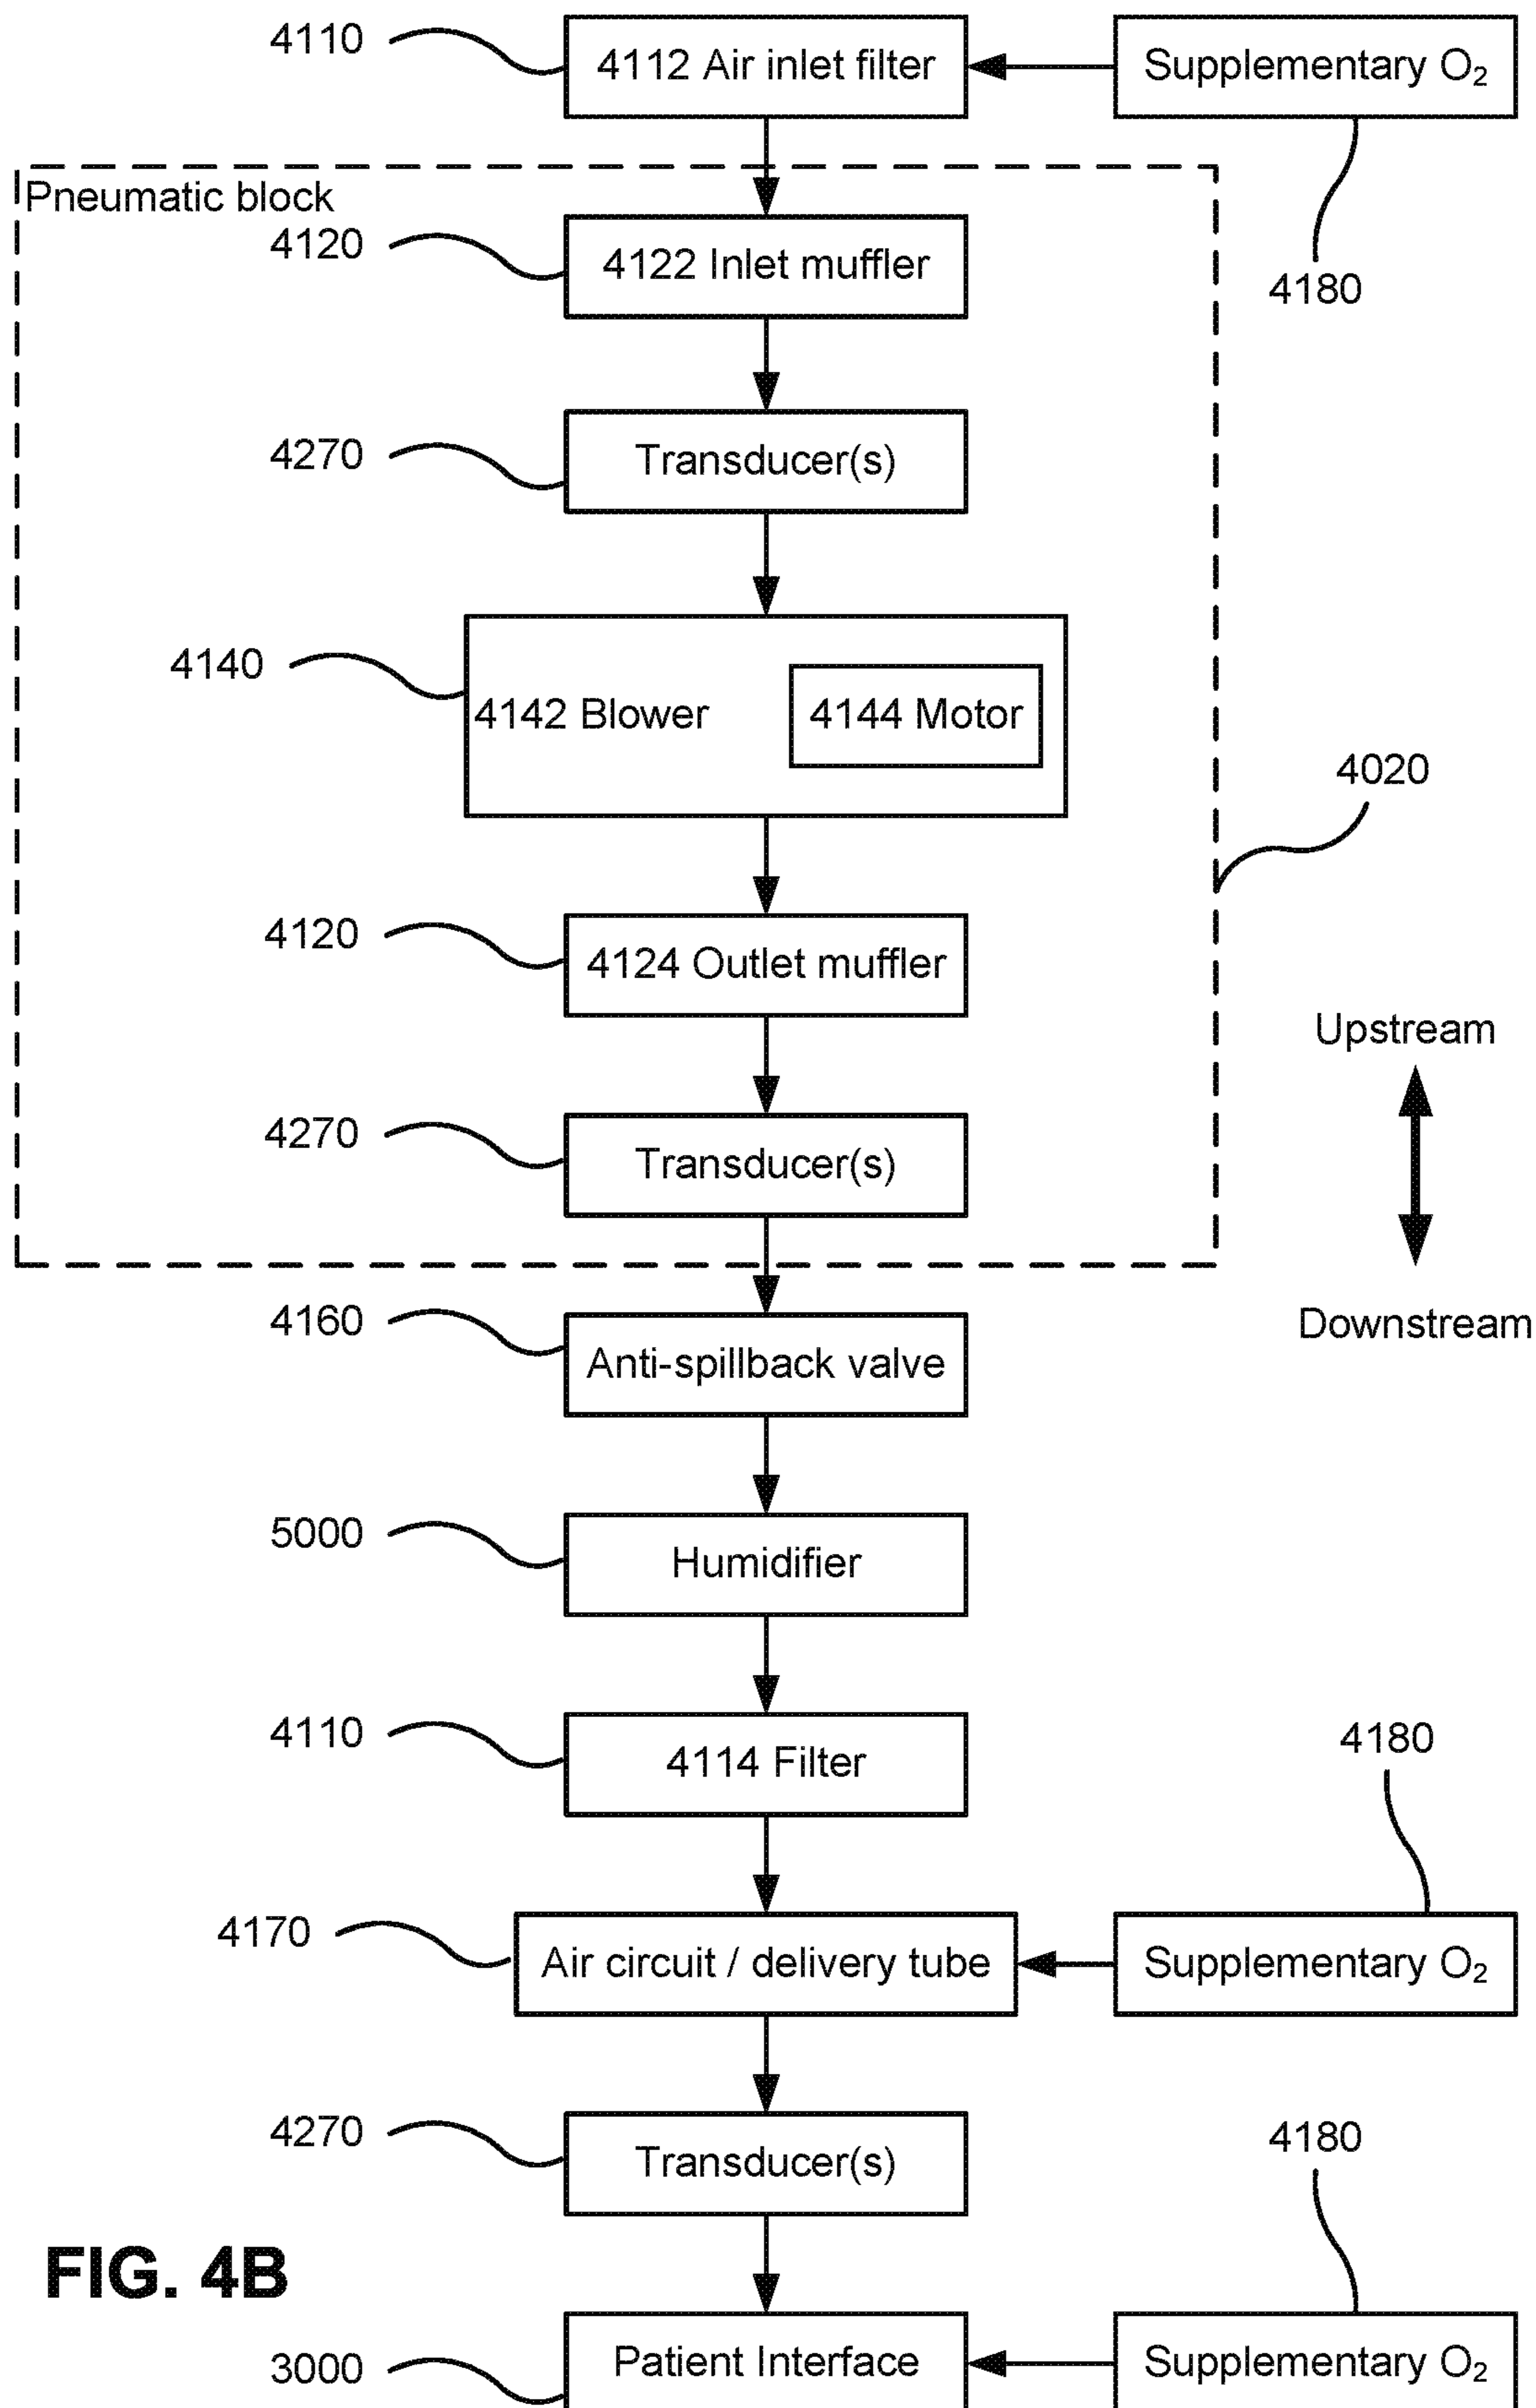 4110
4112 Air inlet filter
Supplementary O₂
4180
Pneumatic block
4120
4122 Inlet muffler
4270
Transducer(s)
4140
4142 Blower
4144 Motor
4020
4120
4124 Outlet muffler
Upstream
4270
Transducer(s)
Downstream
4160
Anti-spillback valve
5000
Humidifier
4110
4114 Filter
4180
4170
Air circuit / delivery tube
Supplementary O₂
4270
Transducer(s)
4180
FIG. 4B
3000
Patient Interface
Supplementary O₂